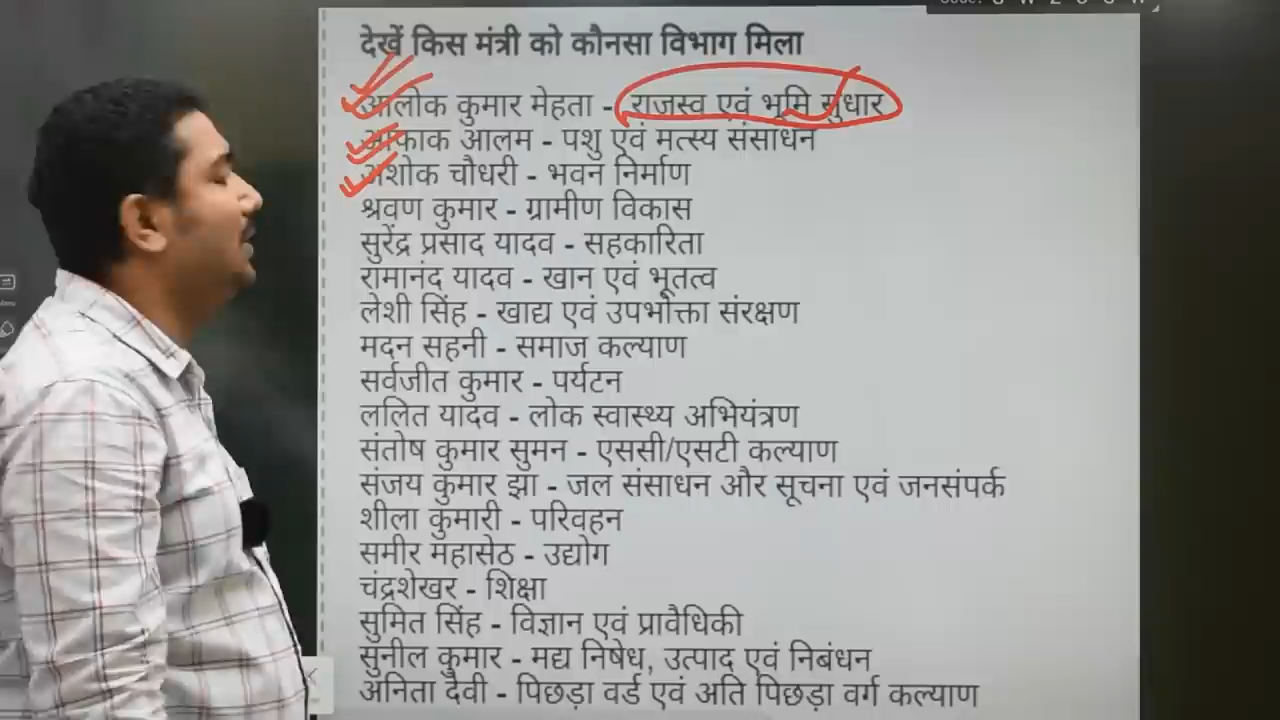 देखें किस मंत्री को कौनसा विभाग मिला
आलोक कुमार मेहता - राजस्व एवं भूमि सुधार
आफाक आलम - पशु एवं मत्स्य संसाधन
अशोक चौधरी - भवन निर्माण
श्रवण कुमार - ग्रामीण विकास
सुरेंद्र प्रसाद यादव - सहकारिता
रामानंद यादव - खान एवं भूतत्व
लेशी सिंह - खाद्य एवं उपभोक्ता संरक्षण
मदन सहनी - समाज कल्याण
सर्वजीत कुमार - पर्यटन
ललित यादव - लोक स्वास्थ्य अभियंत्रण
संतोष कुमार सुमन - एससी/एसटी कल्याण
संजय कुमार झा - जल संसाधन और सूचना एवं जनसंपर्क
शीला कुमारी - परिवहन
समीर महासेठ - उद्योग
चंद्रशेखर - शिक्षा
सुमित सिंह - विज्ञान एवं प्रावैधिकी
सुनील कुमार - मद्य निषेध, उत्पाद एवं निबंधन
अनिता देवी - पिछड़ा वर्ड एवं अति पिछड़ा वर्ग कल्याण